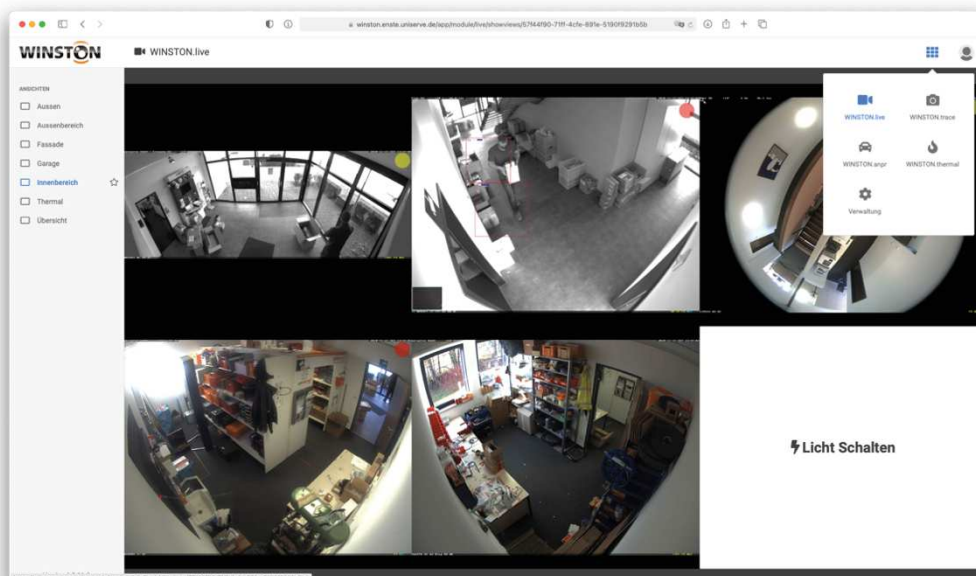 winston.enste.uniserve.de/app/module/live/showviews/57f44f90-71ff-4cfe-691e-5190f9291b5b
WINSTON
WINSTON.live
ANSICHTEN
Aussen
Aussenbereich
Fassade
Garage
Innenbereich
Thermal
Übersicht
WINSTON.live
WINSTON.trace
WINSTON.anpr
WINSTON.thermal
Verwaltung
Licht Schalten